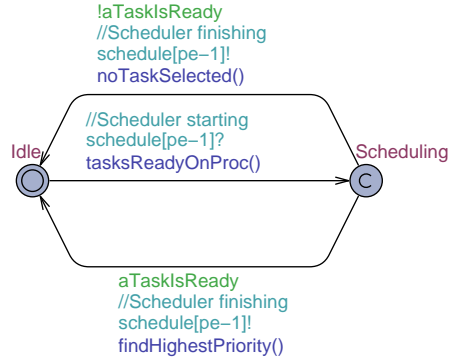 !aTaskIsReady
//Scheduler finishing
schedule[pe−1]!
noTaskSelected()
//Scheduler starting
schedule[pe−1]?
tasksReadyOnProc()
Idle
Scheduling
C
aTaskIsReady
//Scheduler finishing
schedule[pe−1]!
findHighestPriority()